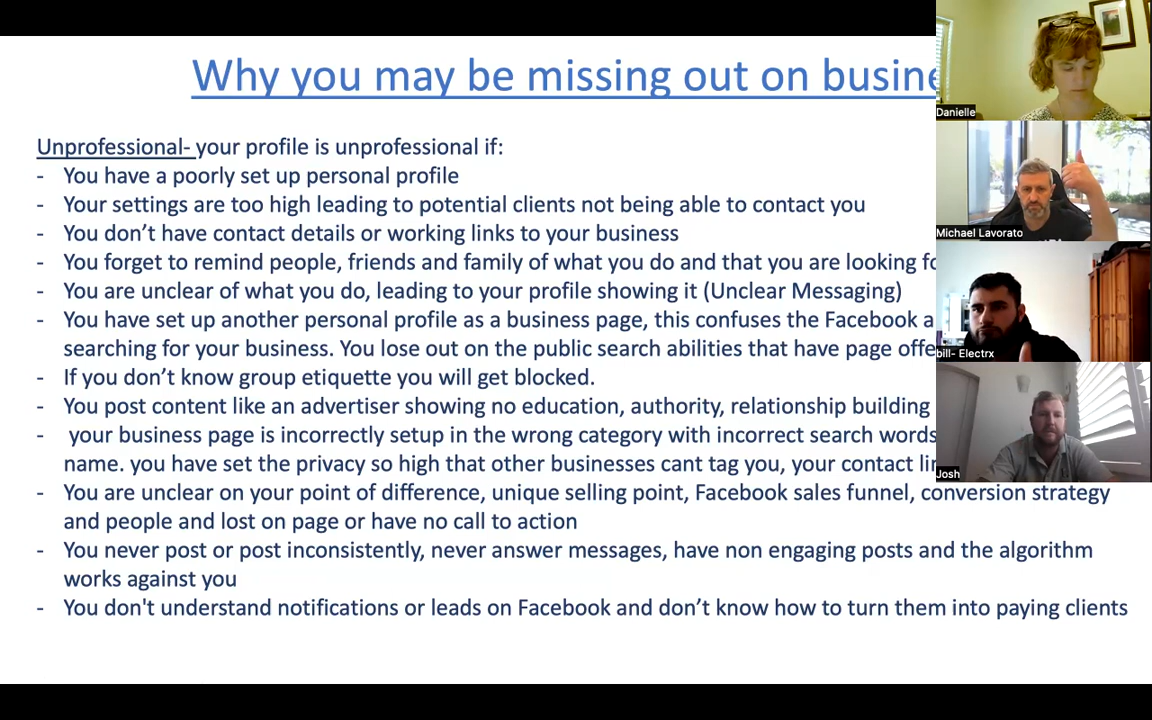 Why you may be missing out on busine
Unprofessional- your profile is unprofessional if:
- You have a poorly set up personal profile
- Your settings are too high leading to potential clients not being able to contact you
- You don’t have contact details or working links to your business
- You forget to remind people, friends and family of what you do and that you are looking fo
- You are unclear of what you do, leading to your profile showing it (Unclear Messaging)
- You have set up another personal profile as a business page, this confuses the Facebook a
searching for your business. You lose out on the public search abilities that have page offe
- If you don’t know group etiquette you will get blocked.
- You post content like an advertiser showing no education, authority, relationship building
- your business page is incorrectly setup in the wrong category with incorrect search words
name. you have set the privacy so high that other businesses cant tag you, your contact li
- You are unclear on your point of difference, unique selling point, Facebook sales funnel, conversion strategy
and people and lost on page or have no call to action
- You never post or post inconsistently, never answer messages, have non engaging posts and the algorithm
works against you
- You don't understand notifications or leads on Facebook and don’t know how to turn them into paying clients
Danielle
Michael Lavorato
bill- Electrx
Josh